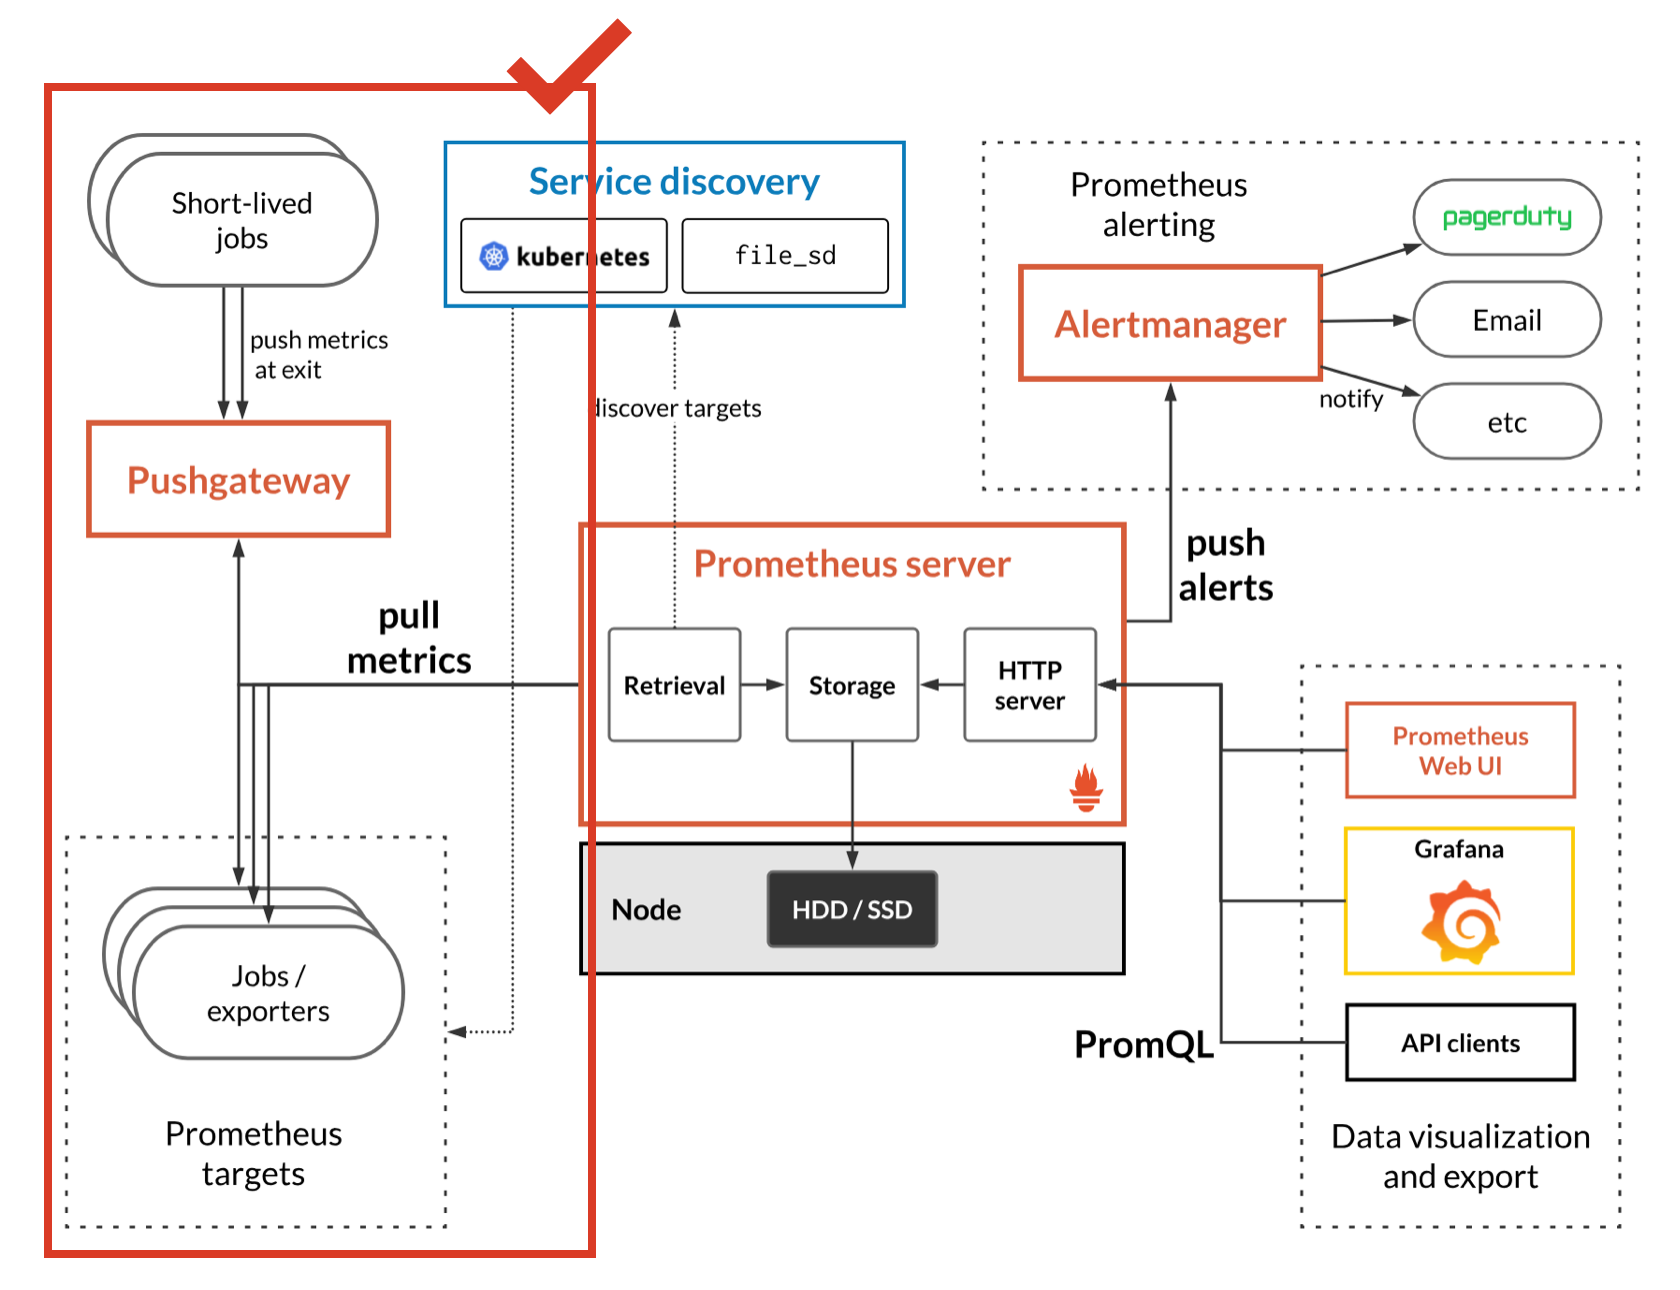 Short-lived
jobs
push metrics
at exit
Pushgateway
pull
metrics
Jobs /
exporters
Prometheus
targets
Service discovery
kubernetes
file_sd
discover targets
Prometheus server
Retrieval
Storage
HTTP
server
Node
HDD / SSD
Prometheus
alerting
Alertmanager
pagerduty
Email
etc
notify
push
alerts
Prometheus
Web UI
Grafana
API clients
PromQL
Data visualization
and export